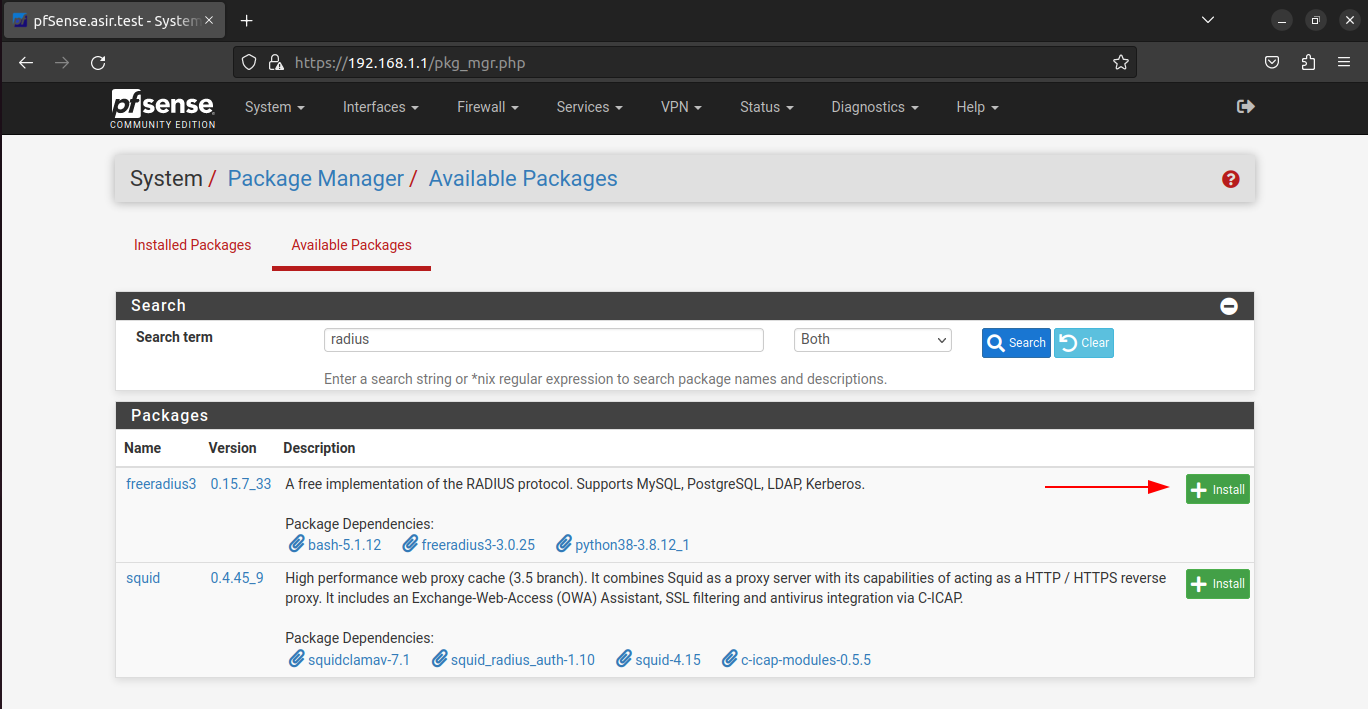 pfSense.asir.test - System
https://192.168.1.1/pkg_mgr.php
pfsense COMMUNITY EDITION
System Interfaces Firewall Services VPN Status Diagnostics Help
System / Package Manager / Available Packages
Installed Packages Available Packages
Search
Search term radius Both Search Clear
Enter a search string or *nix regular expression to search package names and descriptions.
Packages
Name Version Description
freeradius3 0.15.7_33 A free implementation of the RADIUS protocol. Supports MySQL, PostgreSQL, LDAP, Kerberos. Install
Package Dependencies:
bash-5.1.12 freeradius3-3.0.25 python38-3.8.12_1
squid 0.4.45_9 High performance web proxy cache (3.5 branch). It combines Squid as a proxy server with its capabilities of acting as a HTTP / HTTPS reverse Install
proxy. It includes an Exchange-Web-Access (OWA) Assistant, SSL filtering and antivirus integration via C-ICAP.
Package Dependencies:
squidclamav-7.1 squid_radius_auth-1.10 squid-4.15 c-icap-modules-0.5.5